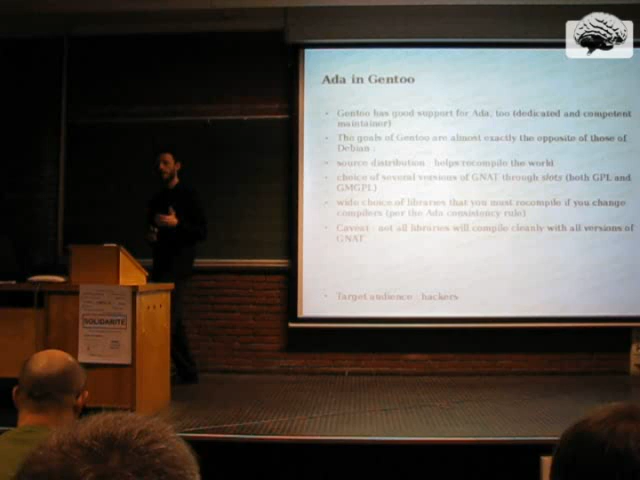 Ada in Gentoo
- Gentoo has good support for Ada, too (dedicated and competent
maintainer)
- The goals of Gentoo are almost exactly the opposite of those of
Debian :
- source distribution : helps recompile the world
- choice of several versions of GNAT through slots (both GPL and
GMGPL)
- wide choice of libraries that you must recompile if you change
compilers (per the Ada consistency rule)
- Caveat : not all libraries will compile cleanly with all versions of
GNAT
- Target audience : hackers
SOLIDARITE